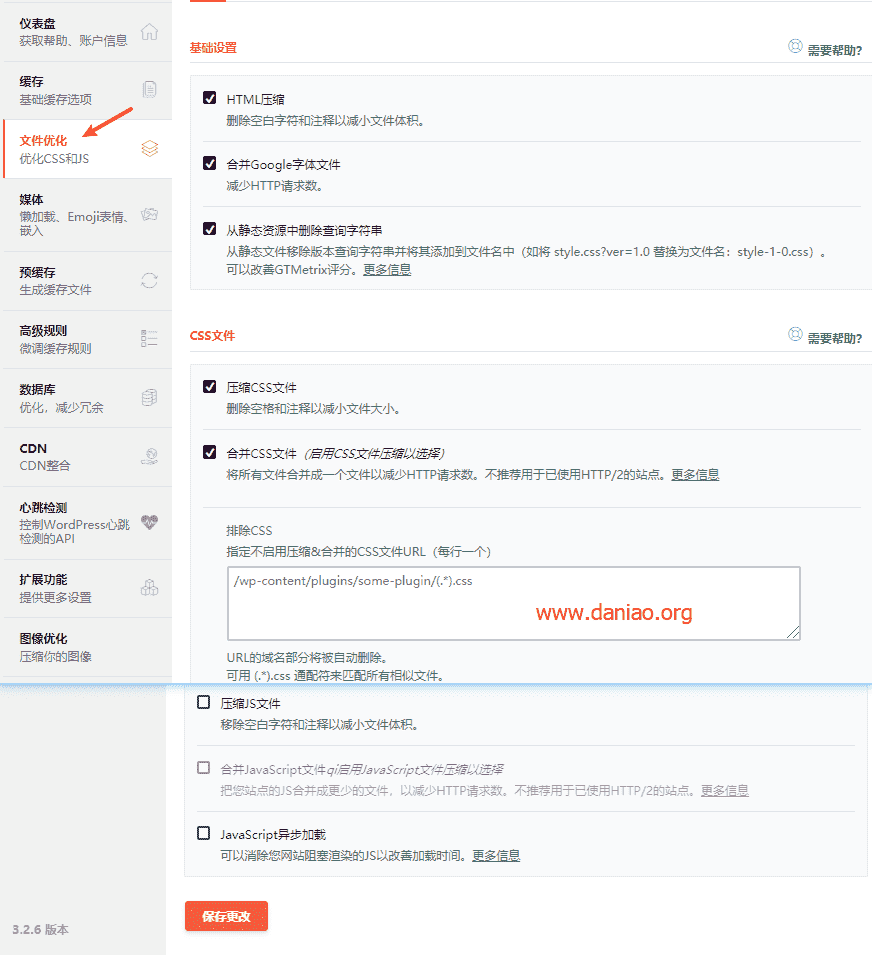 仪表盘
获取帮助、账户信息
缓存
基础缓存选项
文件优化
优化CSS和JS
媒体
懒加载、Emoji表情、
嵌入
预缓存
生成缓存文件
高级规则
微调缓存规则
数据库
优化，减少冗余
CDN
CDN整合
心跳检测
控制WordPress心跳
检测的API
扩展功能
提供更多设置
图像优化
压缩你的图像
3.2.6 版本
基础设置
需要帮助?
HTML压缩
删除空白字符和注释以减小文件体积。
合并Google字体文件
减少HTTP请求数。
从静态资源中删除查询字符串
从静态文件移除版本查询字符串并将其添加到文件名中（如将 style.css?ver=1.0 替换为文件名：style-1-0.css）。
可以改善GTMetrix评分。更多信息
CSS文件
需要帮助?
压缩CSS文件
删除空格和注释以减小文件大小。
合并CSS文件（启用CSS文件压缩以选择）
将所有文件合并成一个文件以减少HTTP请求数。不推荐用于已使用HTTP/2的站点。更多信息
排除CSS
指定不启用压缩&合并的CSS文件URL（每行一个）
/wp-content/plugins/some-plugin/(.*).css
www.daniao.org
URL的域名部分将被自动删除。
可用 (.*).css 通配符来匹配所有相似文件。
压缩JS文件
移除空白字符和注释以减小文件体积。
合并JavaScript文件qi启用JavaScript文件压缩以选择
把您站点的JS合并成更少的文件，以减少HTTP请求数。不推荐用于已使用HTTP/2的站点。更多信息
JavaScript异步加载
可以消除您网站阻塞渲染的JS以改善加载时间。更多信息
保存更改